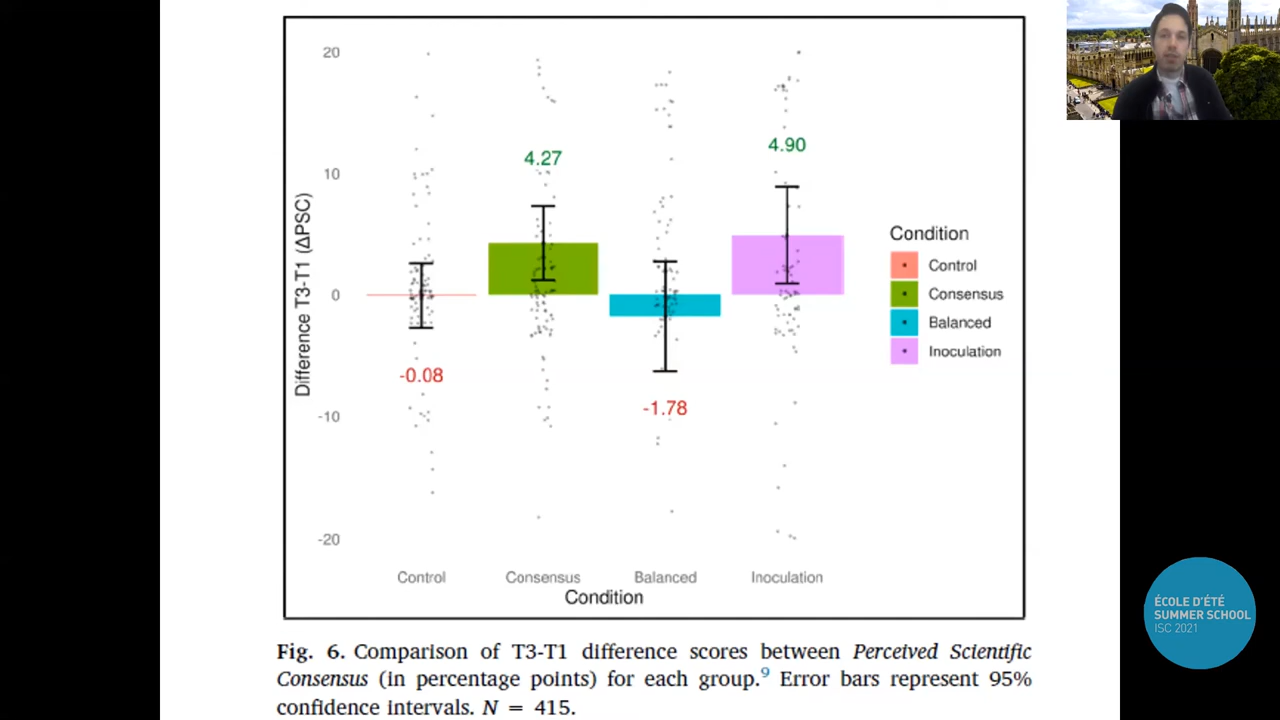 20
4.90
4.27
10
Difference T3-T1 (ΔPSC)
Condition
Control
0
Consensus
Balanced
Inoculation
-0.08
-1.78
-10
-20
Control Consensus Balanced Inoculation
Condition
ÉCOLE D'ÉTÉ
SUMMER SCHOOL
ISC 2021
Fig. 6. Comparison of T3-T1 difference scores between Perceived Scientific
Consensus (in percentage points) for each group.9 Error bars represent 95%
confidence intervals. N = 415.